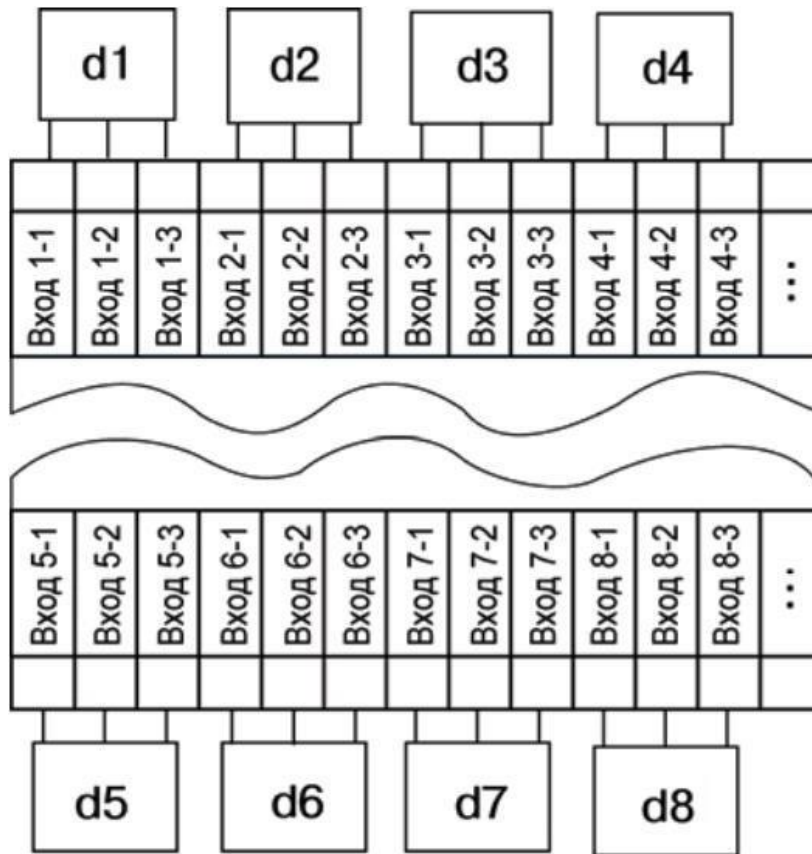 d1 d2 d3 d4
Вход 1-1
Вход 1-2
Вход 1-3
Вход 2-1
Вход 2-2
Вход 2-3
Вход 3-1
Вход 3-2
Вход 3-3
Вход 4-1
Вход 4-2
Вход 4-3
...
Вход 5-1
Вход 5-2
Вход 5-3
Вход 6-1
Вход 6-2
Вход 6-3
Вход 7-1
Вход 7-2
Вход 7-3
Вход 8-1
Вход 8-2
Вход 8-3
...
d5 d6 d7 d8